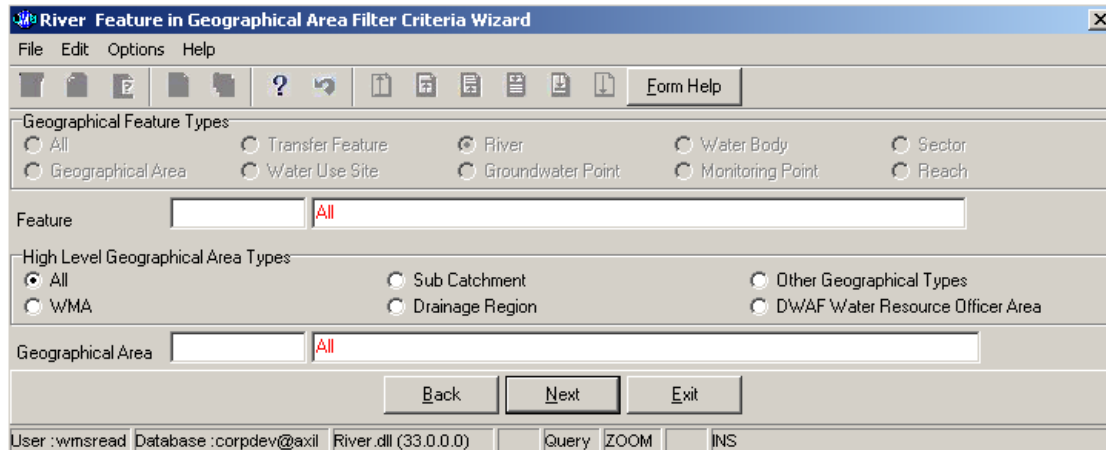 River Feature in Geographical Area Filter Criteria Wizard
File Edit Options Help
? ? Form Help
Geographical Feature Types
All Transfer Feature River Water Body Sector
Geographical Area Water Use Site Groundwater Point Monitoring Point Reach
Feature All
High Level Geographical Area Types
All Sub Catchment Other Geographical Types
WMA Drainage Region DWAF Water Resource Officer Area
Geographical Area All
Back Next Exit
User :wmsread Database :corpdev@axil River.dll (33.0.0.0) Query ZOOM INS